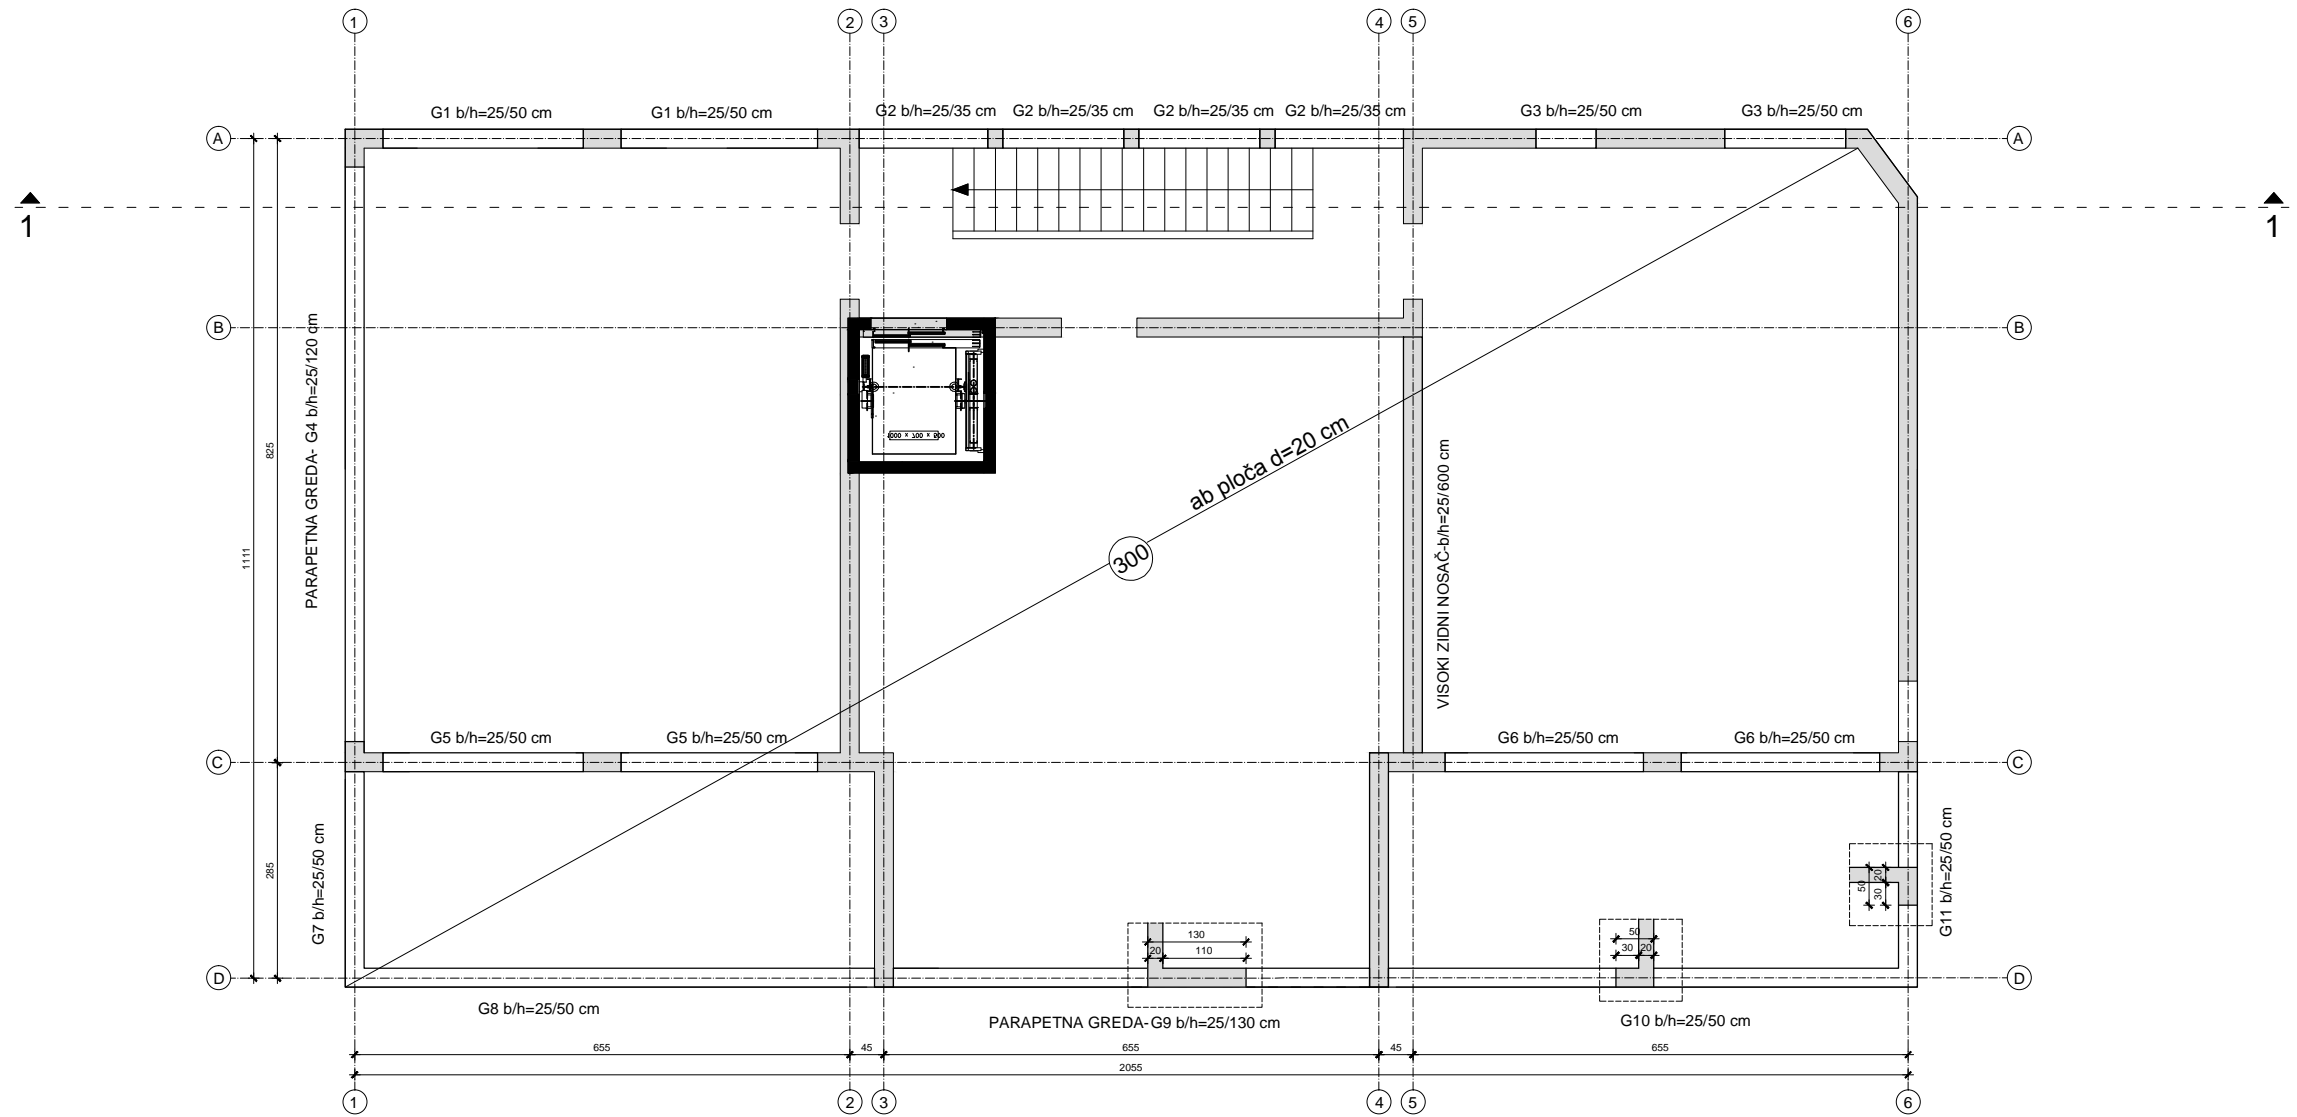 1 2 3 4 5 6
G1 b/h=25/50 cm
G1 b/h=25/50 cm
G2 b/h=25/35 cm
G2 b/h=25/35 cm
G2 b/h=25/35 cm
G2 b/h=25/35 cm
G3 b/h=25/50 cm
G3 b/h=25/50 cm
A
A
1
1
B
B
PARAPETNA GREDA- G4 b/h=25/120 cm
825
1111
ab ploča d=20 cm
300
VISOKI ZIDNI NOSAČ-b/h=25/600 cm
G5 b/h=25/50 cm
G5 b/h=25/50 cm
G6 b/h=25/50 cm
G6 b/h=25/50 cm
C
C
285
G7 b/h=25/50 cm
G11 b/h=25/50 cm
50
20
30
130
20
110
50
30
20
D
D
G8 b/h=25/50 cm
PARAPETNA GREDA-G9 b/h=25/130 cm
G10 b/h=25/50 cm
655
45
655
45
655
2055
1 2 3 4 5 6